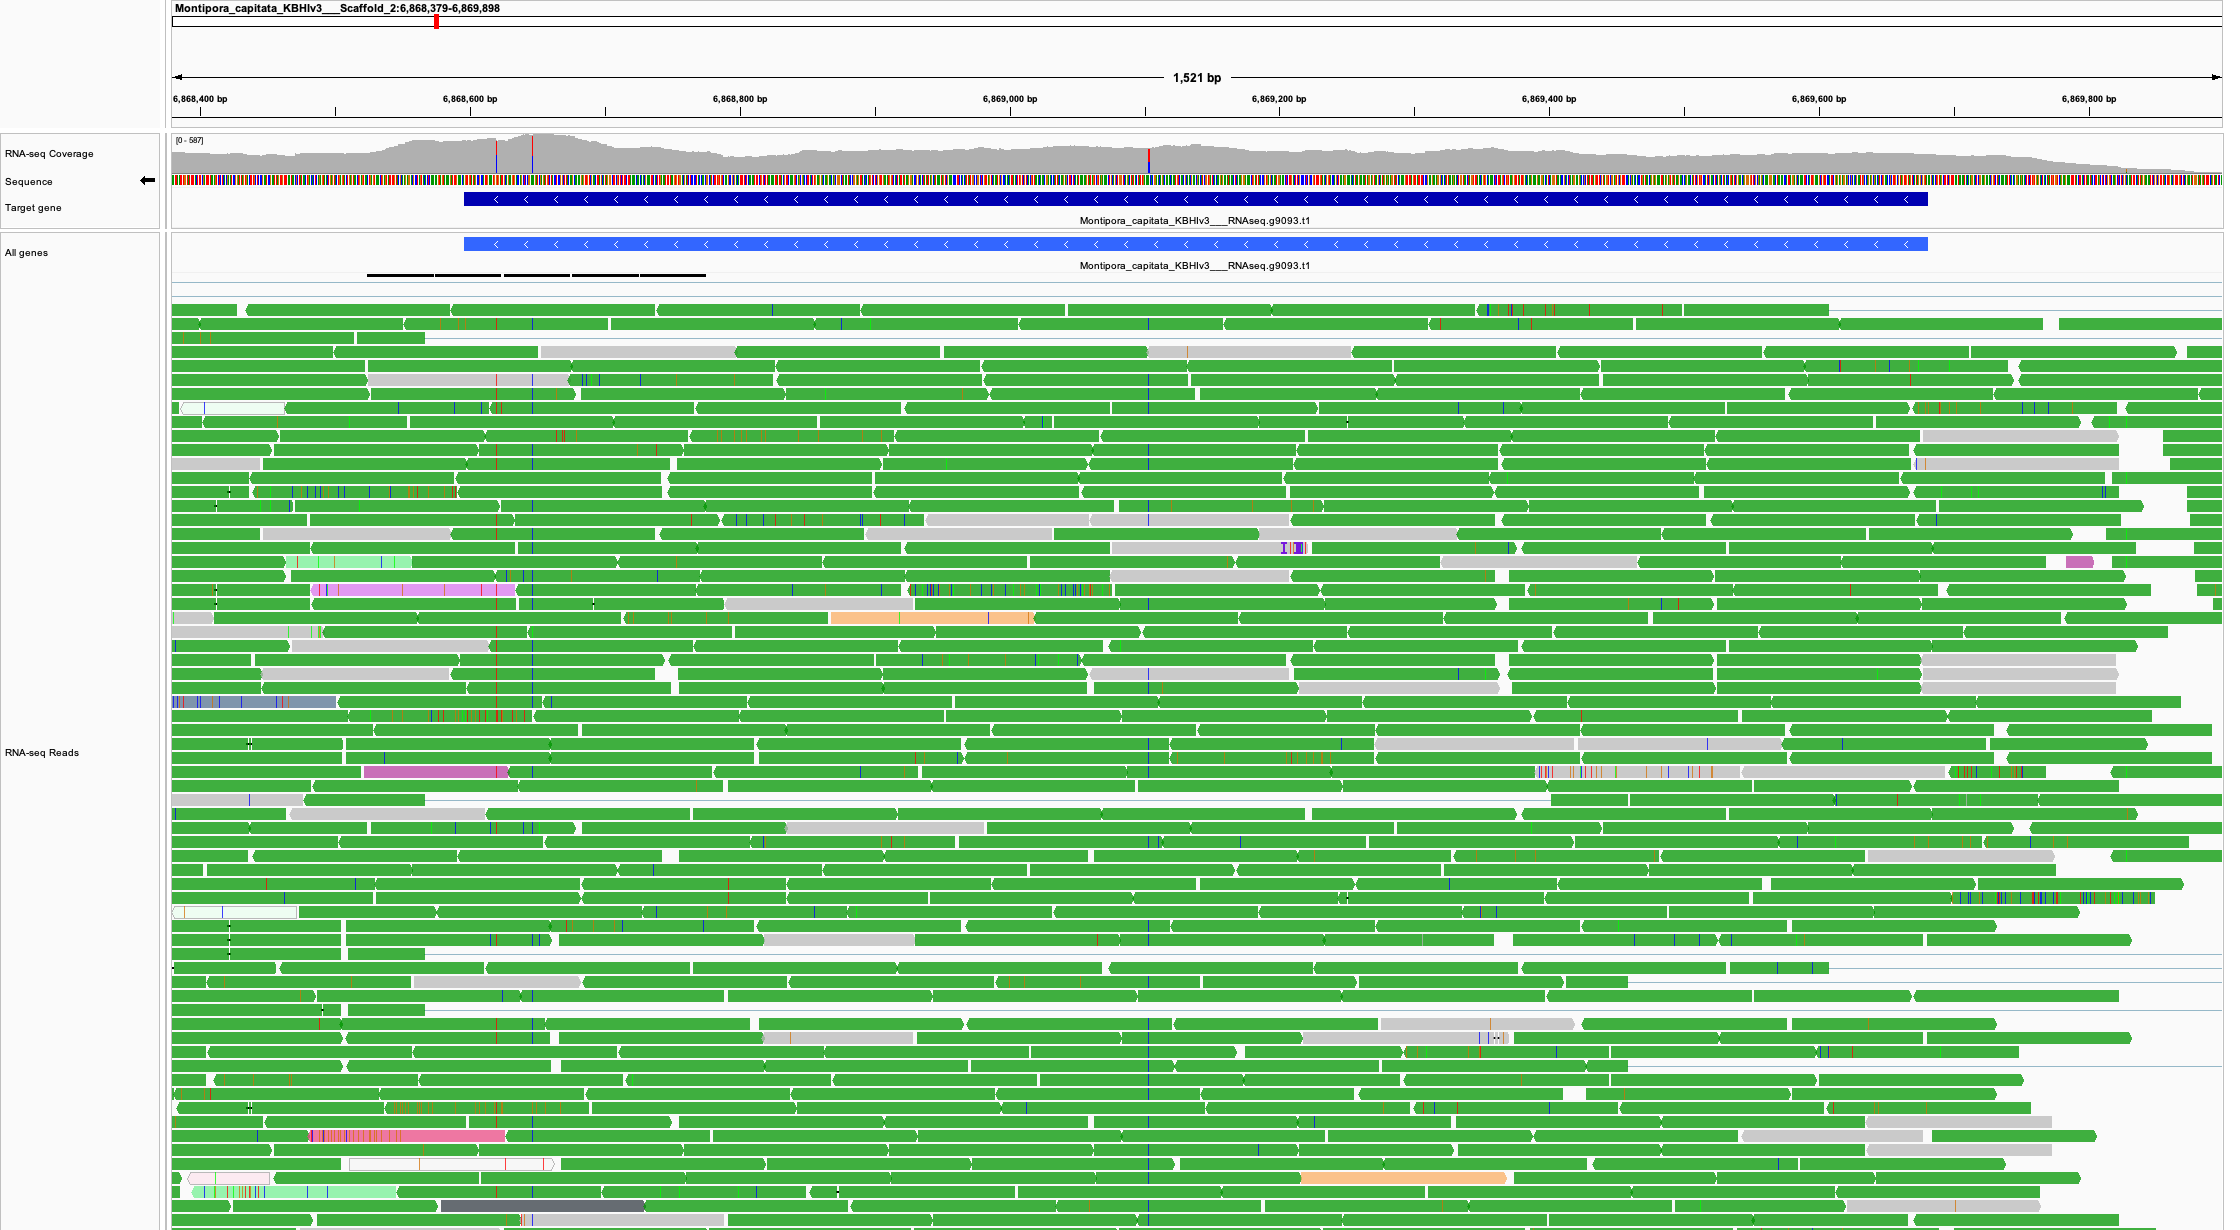 Montipora_capitata_KBHIv3___Scaffold_2:6,868,379-6,869,898
1,521 bp
6,868,400 bp 6,868,600 bp 6,868,800 bp 6,869,000 bp 6,869,200 bp 6,869,400 bp 6,869,600 bp 6,869,800 bp
[0 - 587]
RNA-seq Coverage
Sequence
Target gene
Montipora_capitata_KBHIv3___RNAseq.g9093.t1
All genes
Montipora_capitata_KBHIv3___RNAseq.g9093.t1
RNA-seq Reads